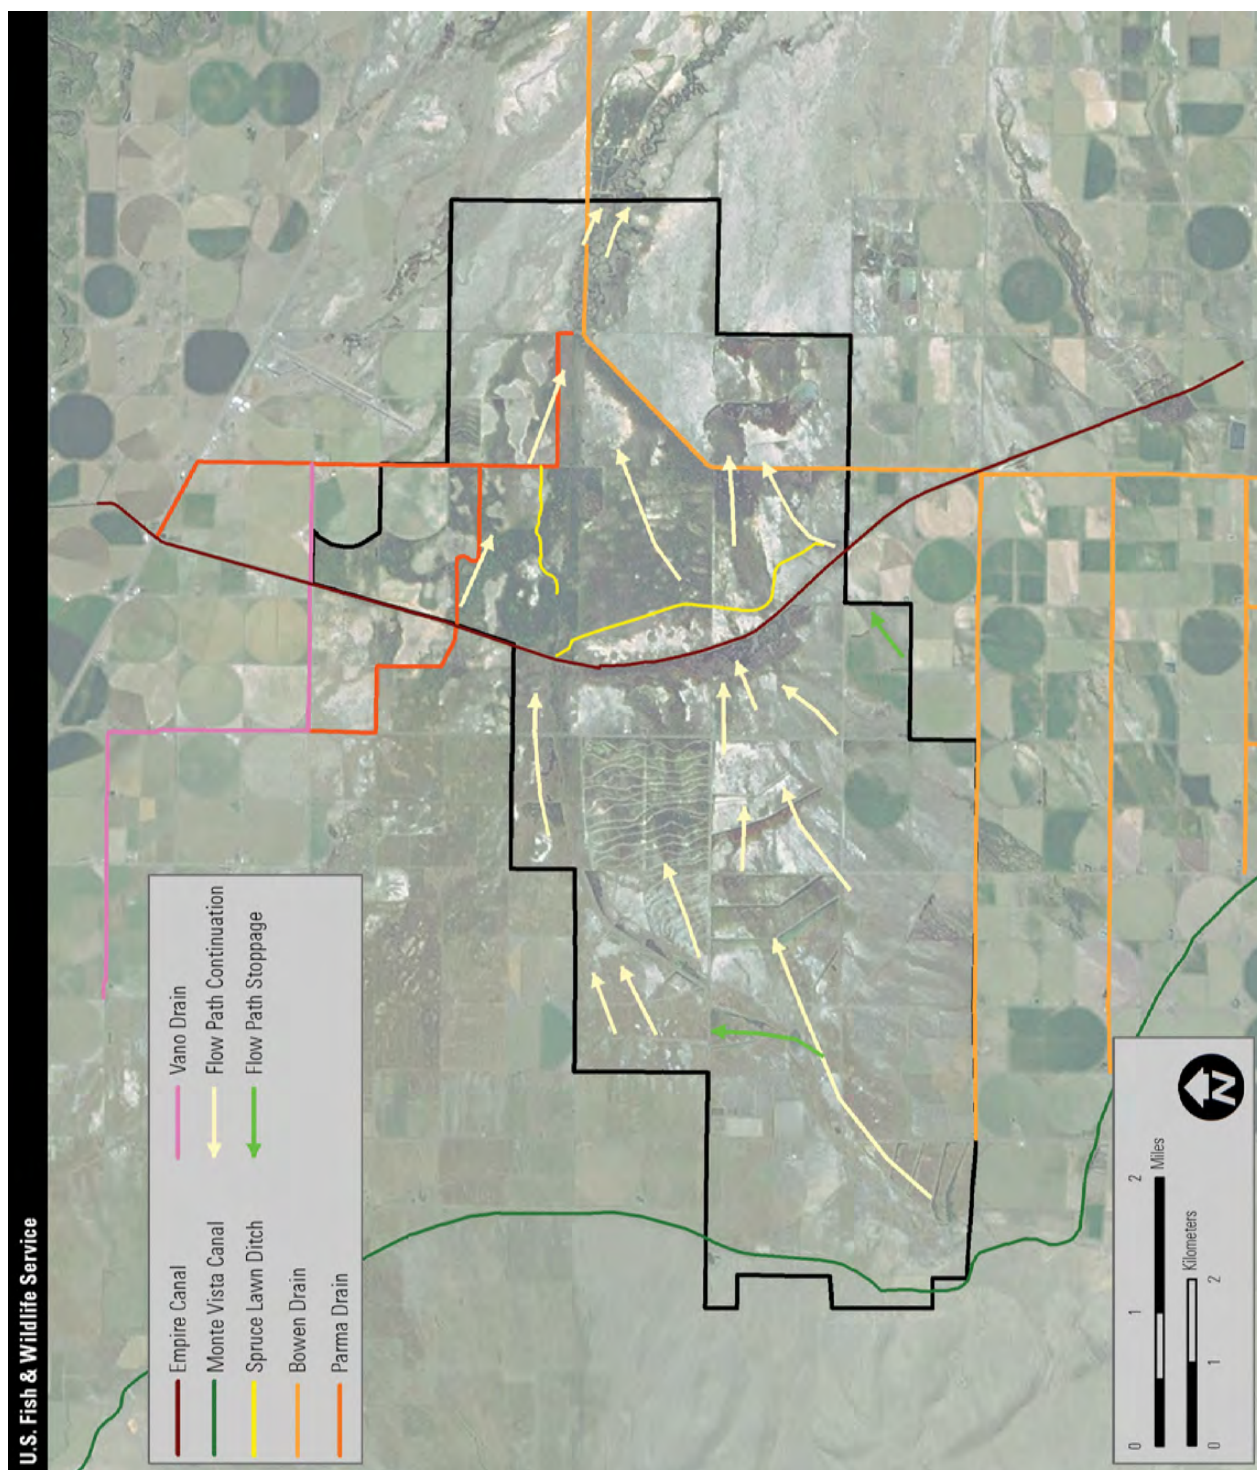 U.S. Fish & Wildlife Service
Empire Canal
Monte Vista Canal
Spruce Lawn Ditch
Bowen Drain
Parma Drain
Vano Drain
Flow Path Continuation
Flow Path Stoppage
0 1 2
Miles
Kilometers
0 1 2
N